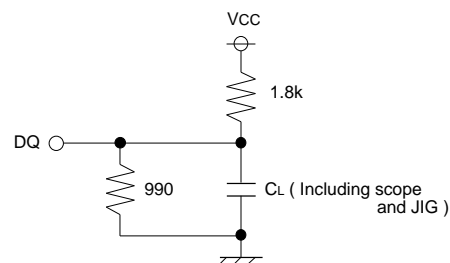 VCC
1.8k
DQ
990
CL ( Including scope
and JIG )